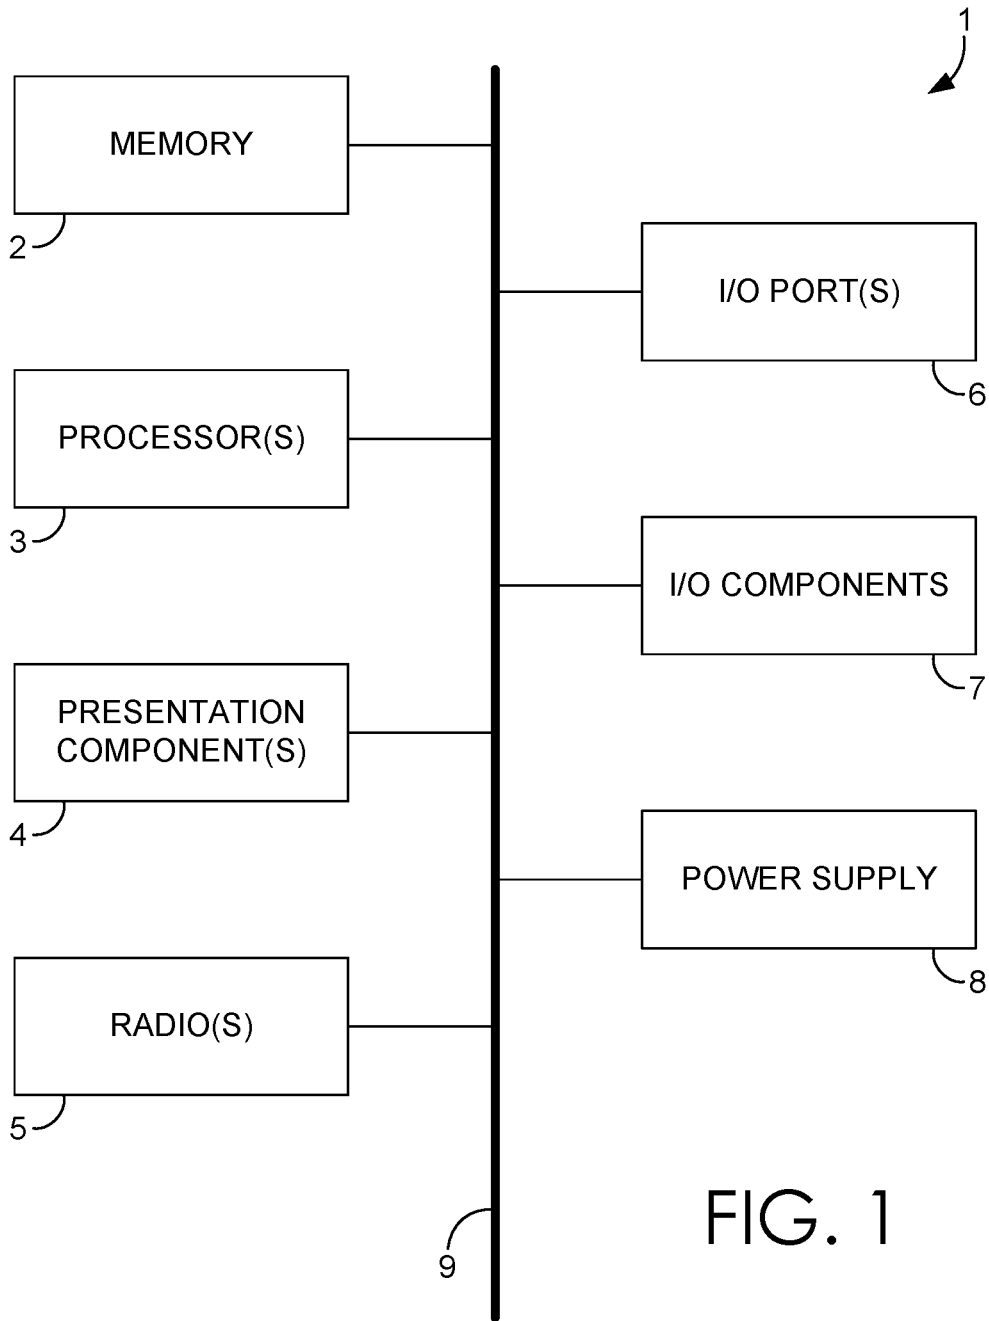 1
MEMORY
2
I/O PORT(S)
6
PROCESSOR(S)
3
I/O COMPONENTS
7
PRESENTATION
COMPONENT(S)
4
POWER SUPPLY
8
RADIO(S)
5
9
FIG. 1